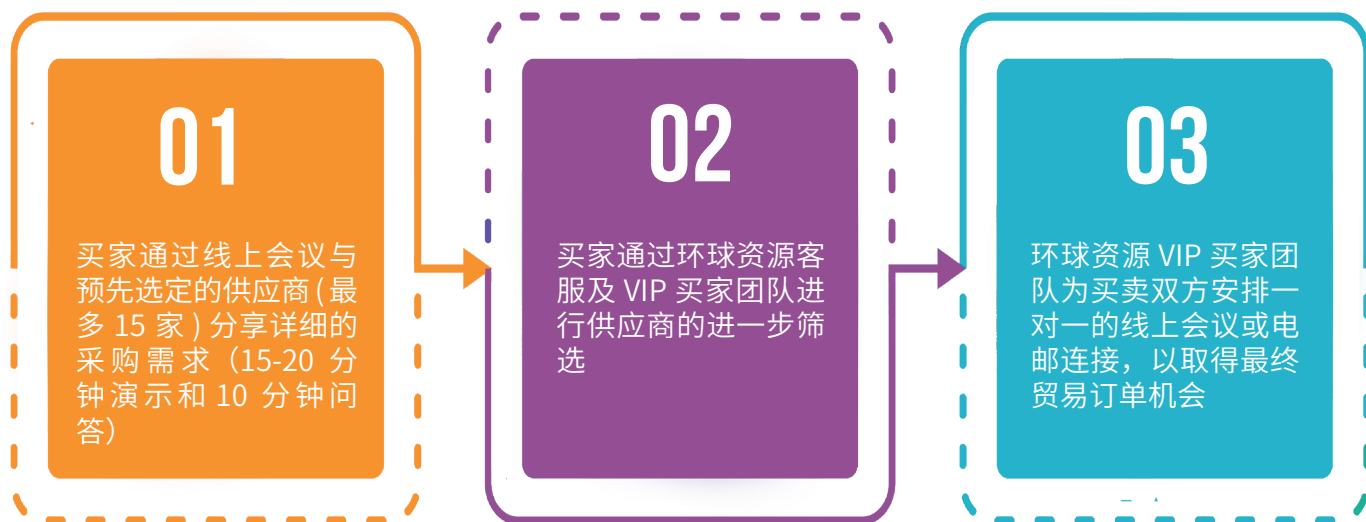 01
买家通过线上会议与
预先选定的供应商(最
多 15 家)分享详细的
采购需求（15-20 分
钟演示和 10 分钟问
答）
02
买家通过环球资源客
服及 VIP 买家团队进
行供应商的进一步筛
选
03
环球资源 VIP 买家团
队为买卖双方安排一
对一的线上会议或电
邮连接，以取得最终
贸易订单机会